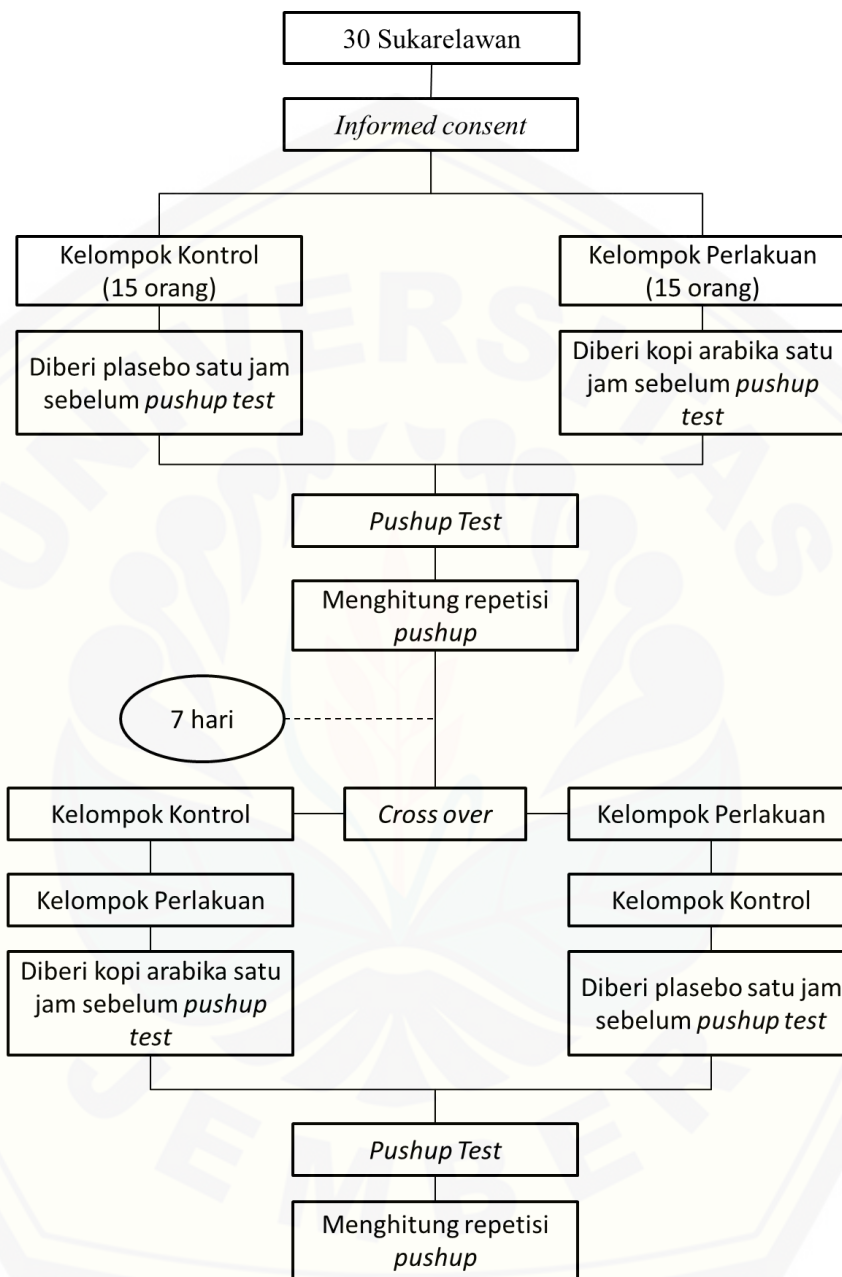 30 Sukarelawan
Informed consent
Kelompok Kontrol
(15 orang)
Kelompok Perlakuan
(15 orang)
Diberi plasebo satu jam
sebelum pushup test
Diberi kopi arabika satu
jam sebelum pushup
test
Pushup Test
Menghitung repetisi
pushup
7 hari
Kelompok Kontrol
Cross over
Kelompok Perlakuan
Kelompok Perlakuan
Kelompok Kontrol
Diberi kopi arabika satu
jam sebelum pushup
test
Diberi plasebo satu jam
sebelum pushup test
Pushup Test
Menghitung repetisi
pushup
UNIVERSITAS
JEMBER